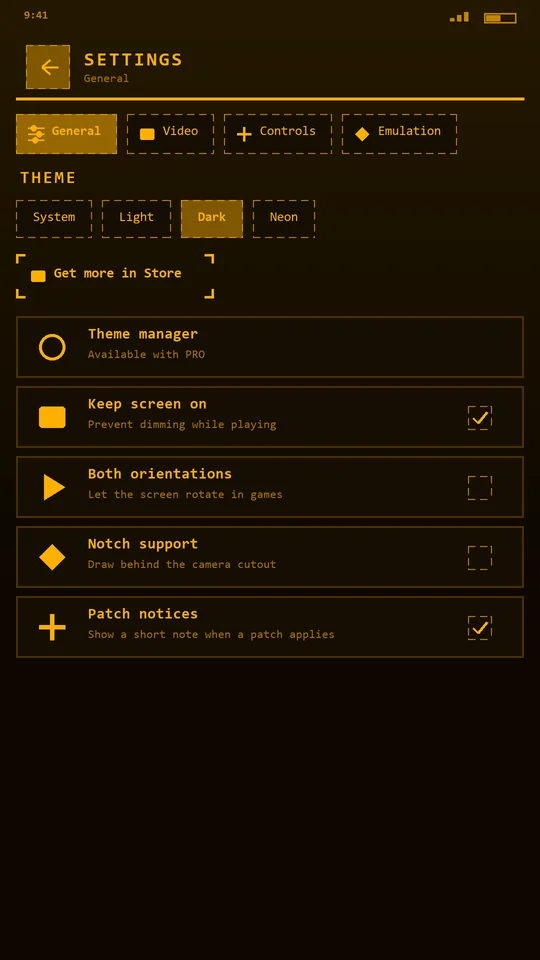 9:41
SETTINGS
General
General Video Controls Emulation
THEME
System Light Dark Neon
Get more in Store
Theme manager
Available with PRO
Keep screen on
Prevent dimming while playing
Both orientations
Let the screen rotate in games
Notch support
Draw behind the camera cutout
Patch notices
Show a short note when a patch applies